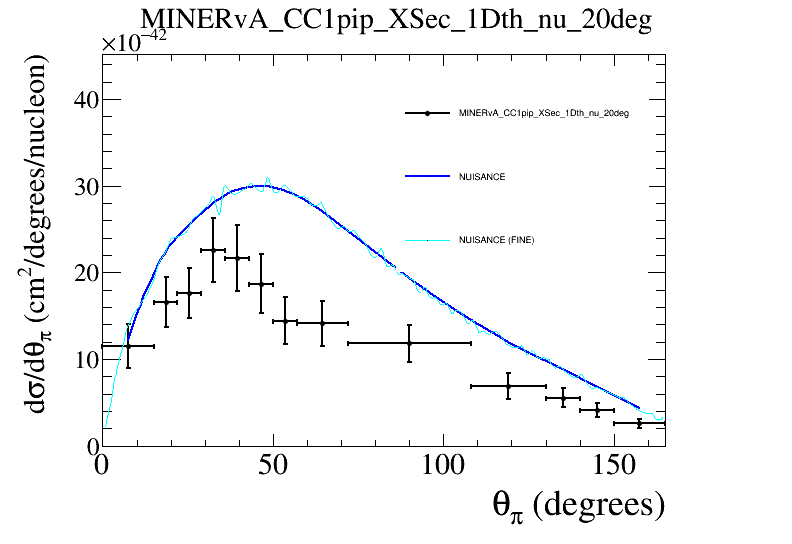 MINERvA_CC1pip_XSec_1Dth_nu_20deg
×10⁻⁴²
dσ/dθπ (cm²/degrees/nucleon)
40
30
20
10
0
MINERvA_CC1pip_XSec_1Dth_nu_20deg
NUISANCE
NUISANCE (FINE)
0 50 100 150
θπ (degrees)